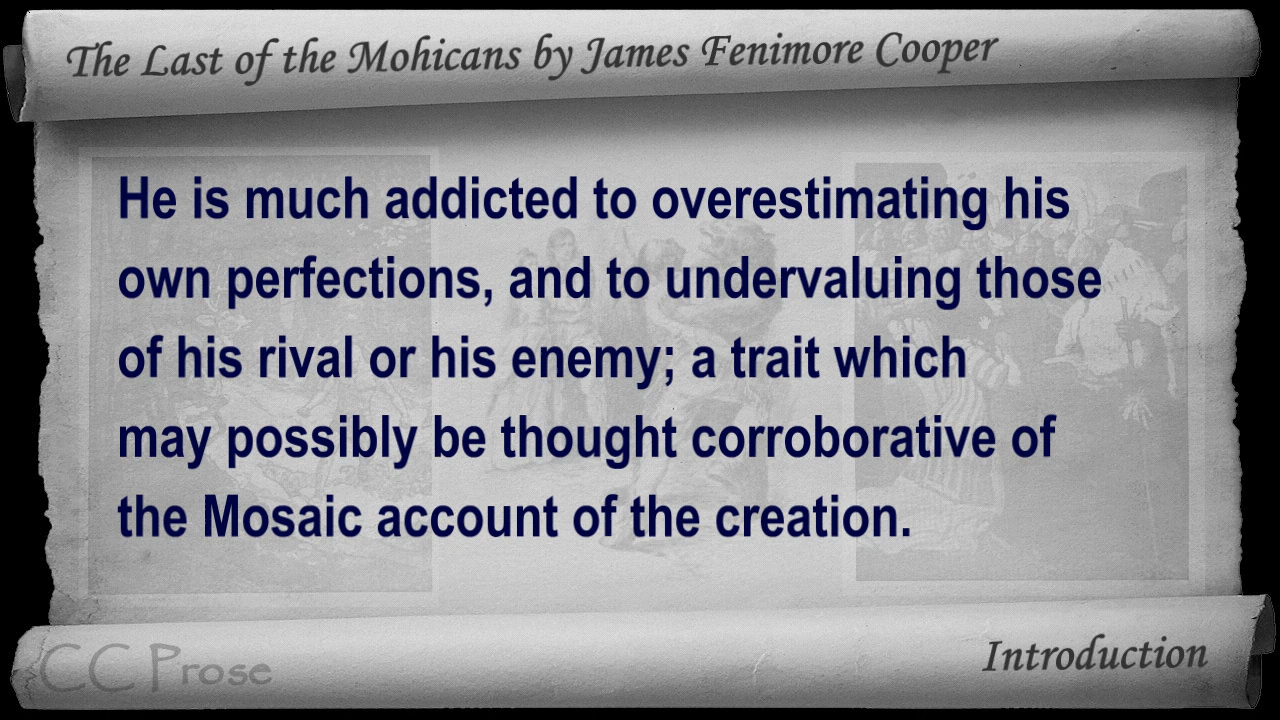 The Last of the Mohicans by James Fenimore Cooper
He is much addicted to overestimating his
own perfections, and to undervaluing those
of his rival or his enemy; a trait which
may possibly be thought corroborative of
the Mosaic account of the creation.
CC Prose
Introduction